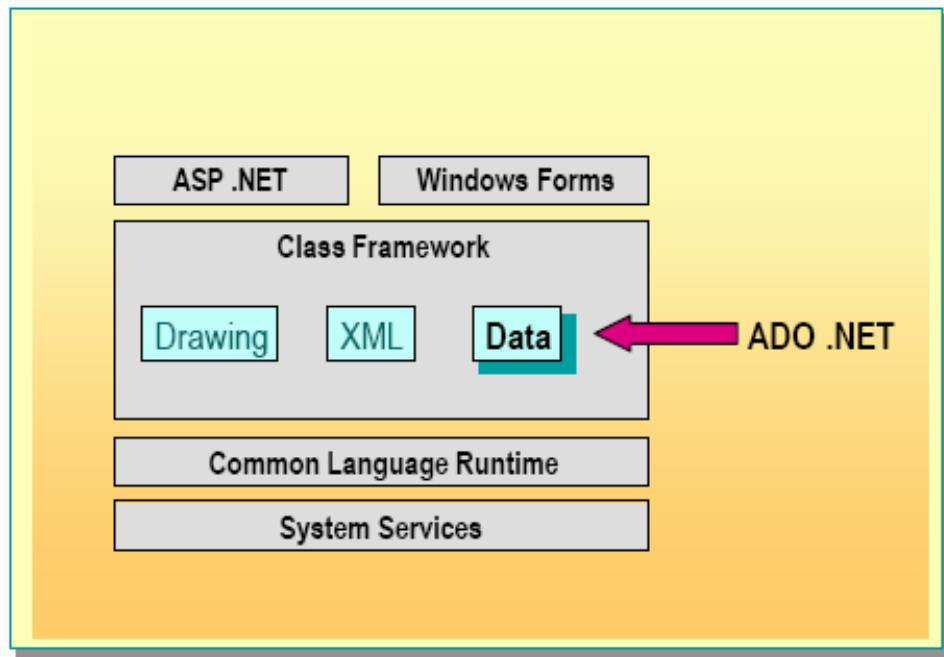 ASP .NET
Windows Forms
Class Framework
Drawing
XML
Data
ADO .NET
Common Language Runtime
System Services